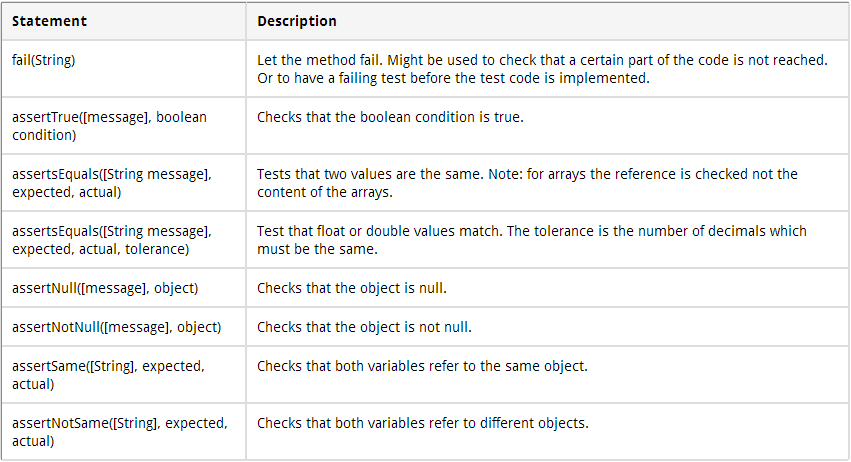 Statement
Description
fail(String)
Let the method fail. Might be used to check that a certain part of the code is not reached.
Or to have a failing test before the test code is implemented.
assertTrue([message], boolean
condition)
Checks that the boolean condition is true.
assertsEquals([String message],
expected, actual)
Tests that two values are the same. Note: for arrays the reference is checked not the
content of the arrays.
assertsEquals([String message],
expected, actual, tolerance)
Test that float or double values match. The tolerance is the number of decimals which
must be the same.
assertNull([message], object)
Checks that the object is null.
assertNotNull([message], object)
Checks that the object is not null.
assertSame([String], expected,
actual)
Checks that both variables refer to the same object.
assertNotSame([String], expected,
actual)
Checks that both variables refer to different objects.